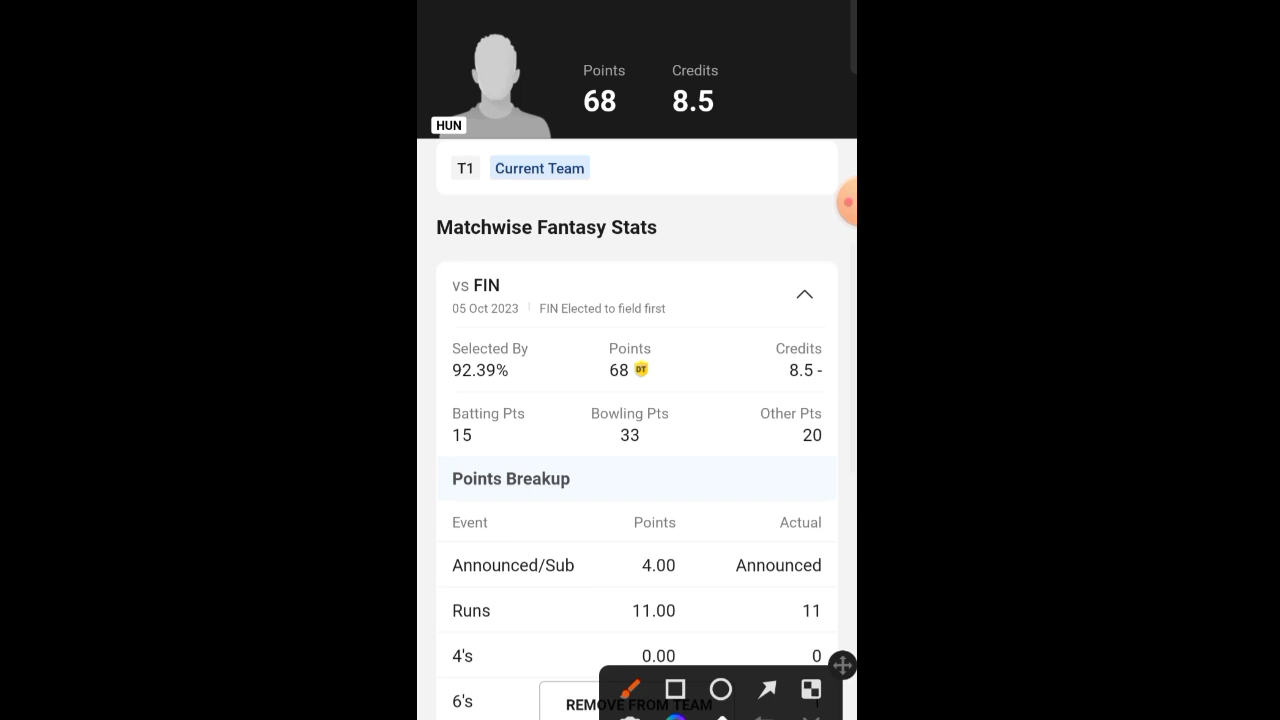 Points Credits
68 8.5
HUN
T1 Current Team
Matchwise Fantasy Stats
vs FIN
05 Oct 2023 FIN Elected to field first
Selected By Points Credits
92.39% 68 DT 8.5 -
Batting Pts Bowling Pts Other Pts
15 33 20
Points Breakup
Event Points Actual
Announced/Sub 4.00 Announced
Runs 11.00 11
4's 0.00 0
6's
REMOVE FROM TEAM